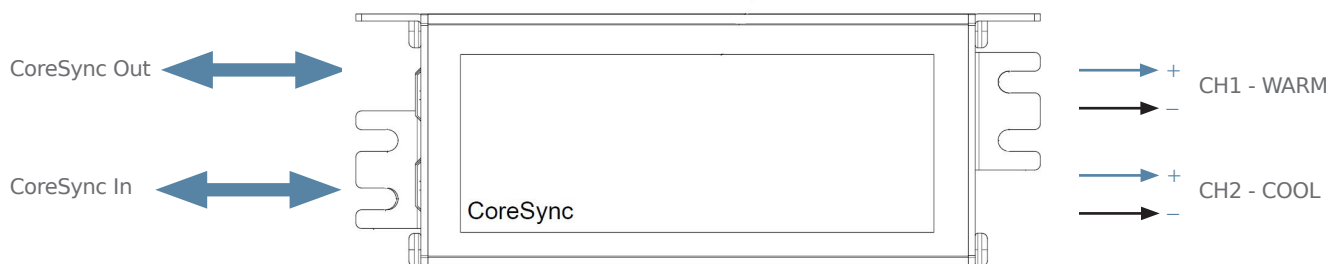 CoreSync Out
+
CH1 - WARM
–
CoreSync In
+
CH2 - COOL
–
CoreSync